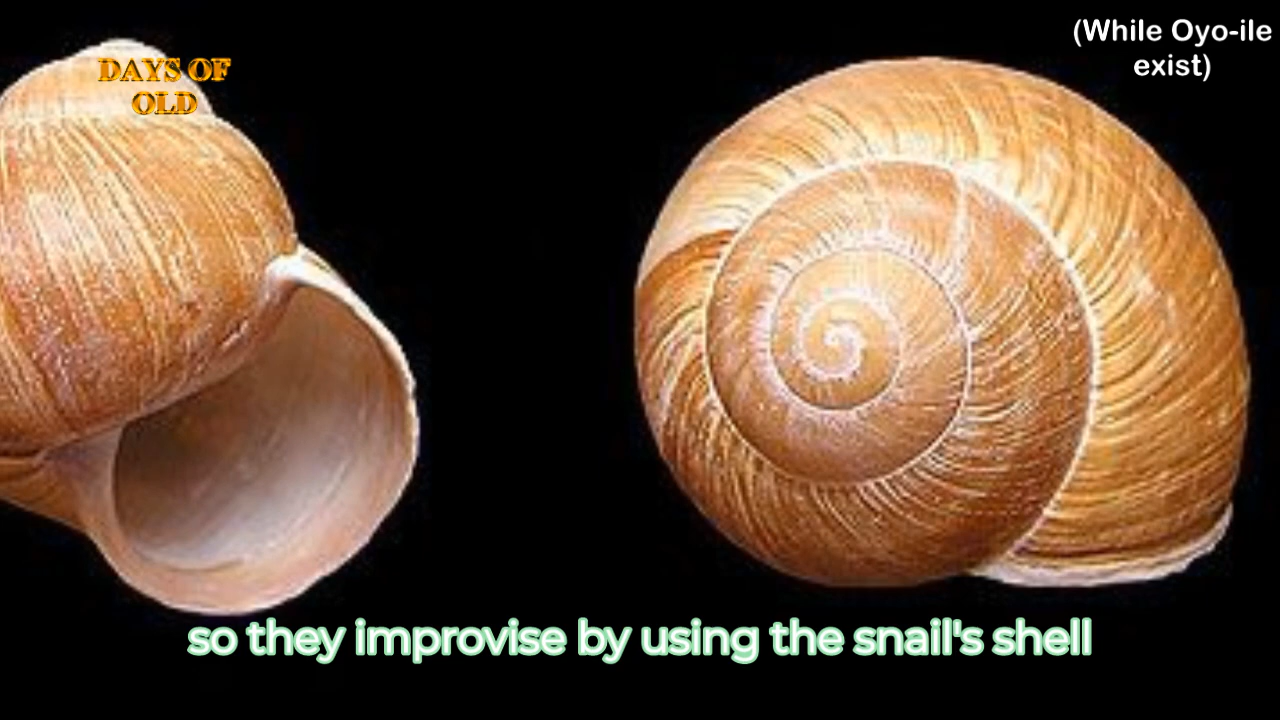 DAYS OF
OLD
(While Oyo-ile
exist)
so they improvise by using the snail's shell